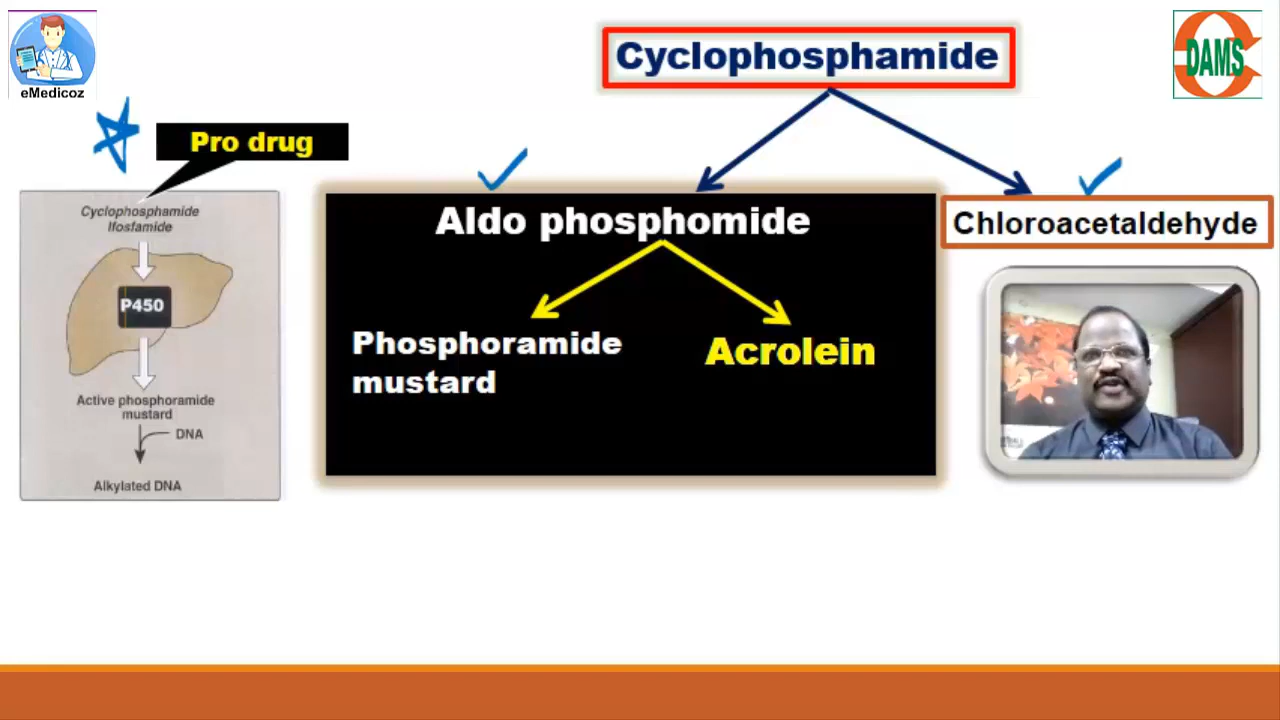 eMedicoz
Cyclophosphamide
DAMS
Pro drug
Cyclophosphamide
Ifosfamide
P450
Active phosphoramide
mustard
DNA
Alkylated DNA
Aldo phosphomide
Phosphoramide
mustard
Acrolein
Chloroacetaldehyde